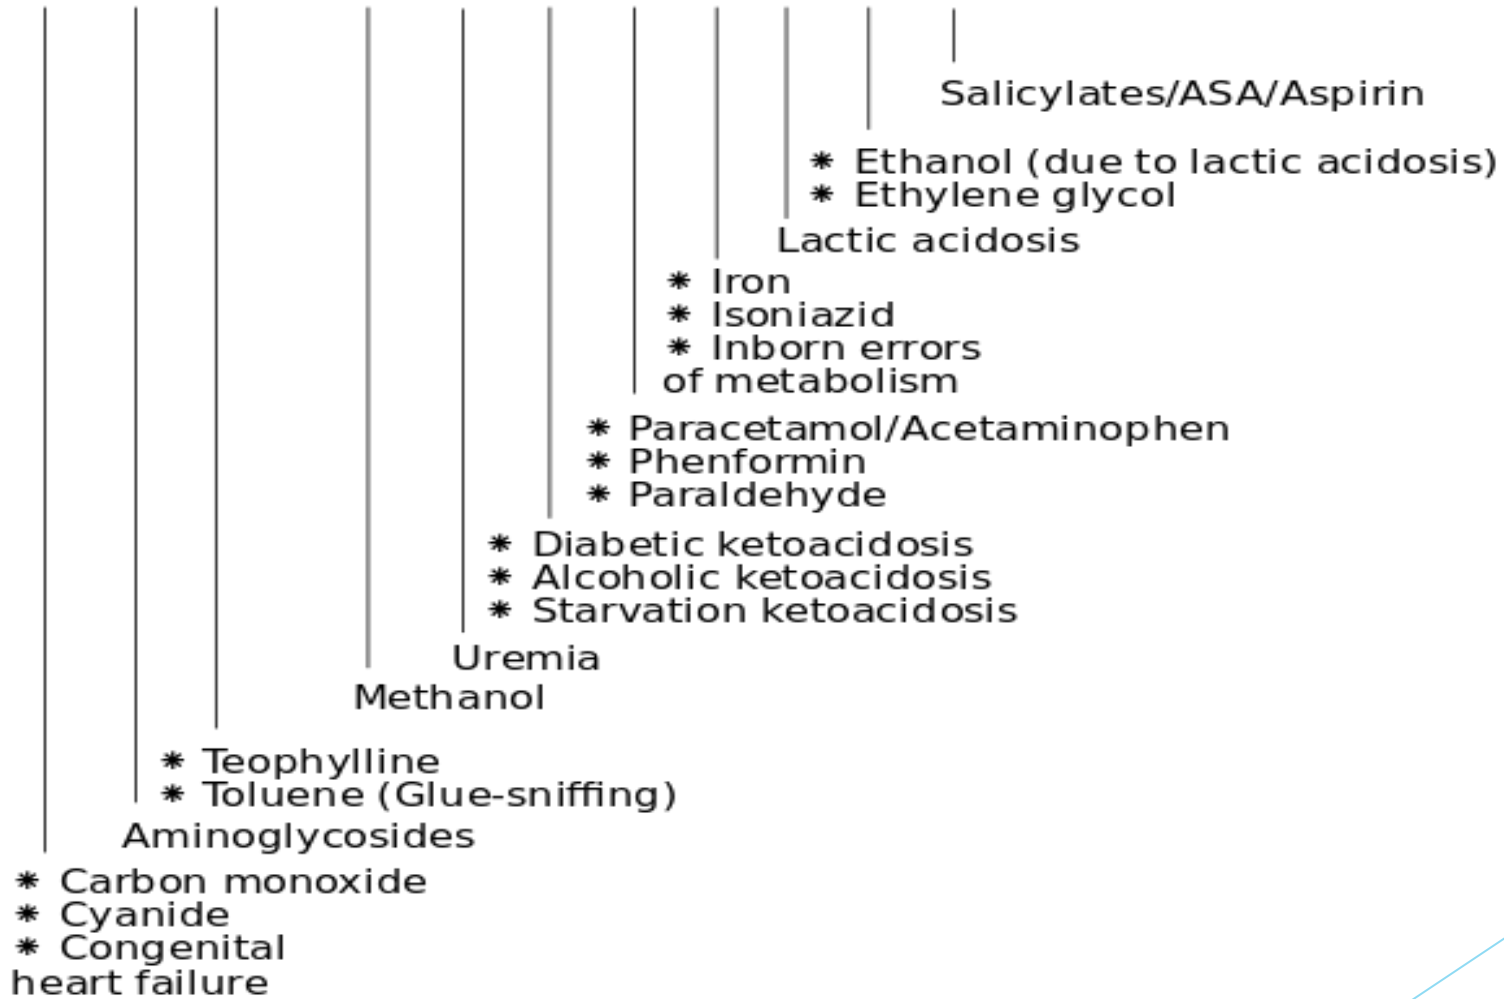 Salicylates/ASA/Aspirin
✷ Ethanol (due to lactic acidosis)
✷ Ethylene glycol
Lactic acidosis
✷ Iron
✷ Isoniazid
✷ Inborn errors
of metabolism
✷ Paracetamol/Acetaminophen
✷ Phenformin
✷ Paraldehyde
✷ Diabetic ketoacidosis
✷ Alcoholic ketoacidosis
✷ Starvation ketoacidosis
Uremia
Methanol
✷ Teophylline
✷ Toluene (Glue-sniffing)
Aminoglycosides
✷ Carbon monoxide
✷ Cyanide
✷ Congenital
heart failure